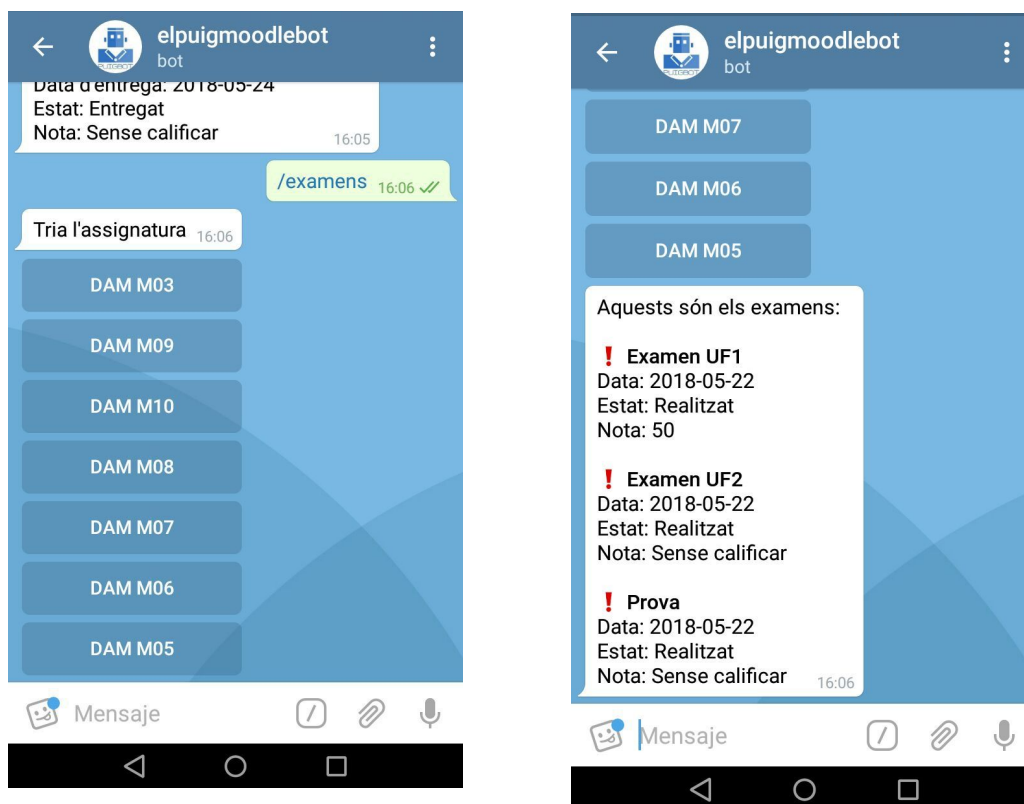 elpuigmoodlebot
bot
PUIGBOT
Data d'entrega: 2018-05-24
Estat: Entregat
Nota: Sense calificar
16:05
/examens 16:06
Tria l'assignatura 16:06
DAM M03
DAM M09
DAM M10
DAM M08
DAM M07
DAM M06
DAM M05
Mensaje
elpuigmoodlebot
bot
PUIGBOT
DAM M07
DAM M06
DAM M05
Aquests són els examens:
❗ Examen UF1
Data: 2018-05-22
Estat: Realitzat
Nota: 50
❗ Examen UF2
Data: 2018-05-22
Estat: Realitzat
Nota: Sense calificar
❗ Prova
Data: 2018-05-22
Estat: Realitzat
Nota: Sense calificar
16:06
Mensaje